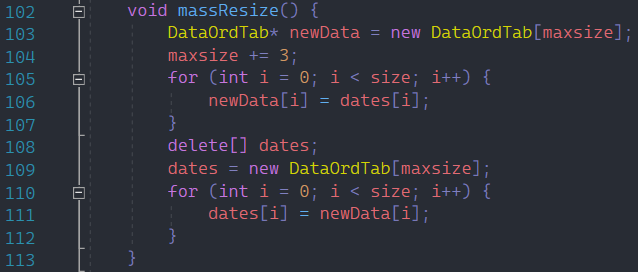 102 void massResize() {
103 DataOrdTab* newData = new DataOrdTab[maxsize];
104 maxsize += 3;
105 for (int i = 0; i < size; i++) {
106 newData[i] = dates[i];
107 }
108 delete[] dates;
109 dates = new DataOrdTab[maxsize];
110 for (int i = 0; i < size; i++) {
111 dates[i] = newData[i];
112 }
113 }